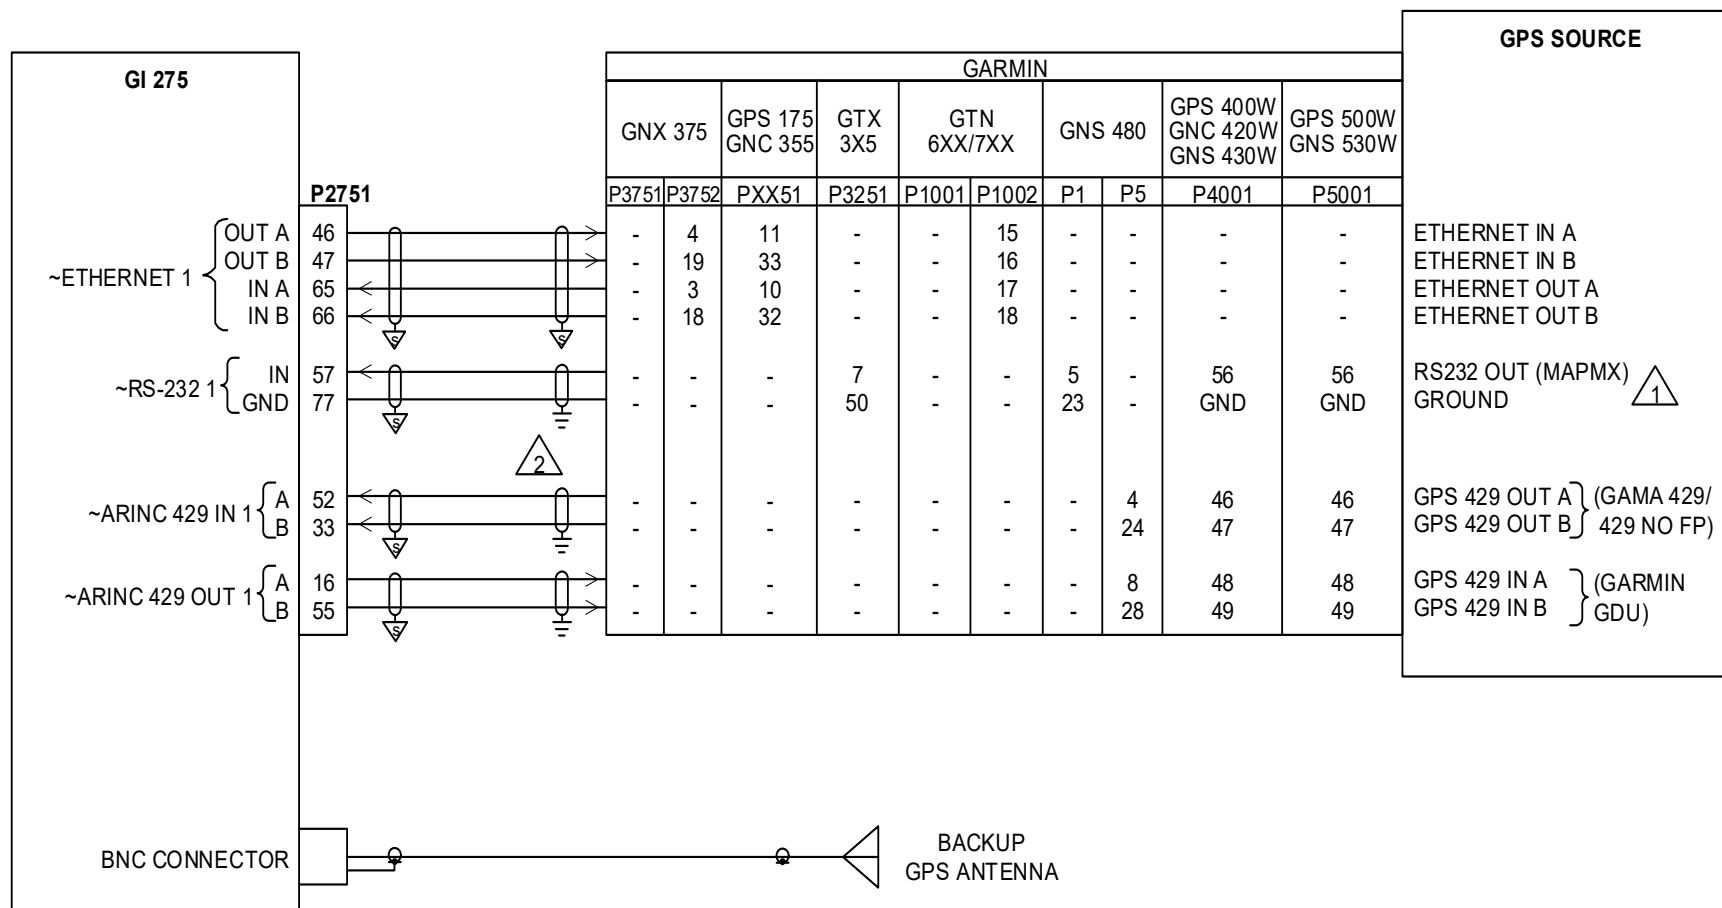 GPS SOURCE
GI 275
GARMIN
GNX 375 GPS 175 GTX GTN GNS 480 GPS 400W GPS 500W
GNC 355 3X5 6XX/7XX GNC 420W GNS 530W
GNS 430W
P2751 P3751 P3752 PXX51 P3251 P1001 P1002 P1 P5 P4001 P5001
~ETHERNET 1
OUT A 46 - 4 11 - - 15 - - - - ETHERNET IN A
OUT B 47 - 19 33 - - 16 - - - - ETHERNET IN B
IN A 65 - 3 10 - - 17 - - - - ETHERNET OUT A
IN B 66 - 18 32 - - 18 - - - - ETHERNET OUT B
S S
~RS-232 1
IN 57 - - - 7 - - 5 - 56 56 RS232 OUT (MAPMX)
GND 77 - - - 50 - - 23 - GND GND GROUND
1
S
2
~ARINC 429 IN 1
A 52 - - - - - - - 4 46 46 GPS 429 OUT A (GAMA 429/
B 33 - - - - - - - 24 47 47 GPS 429 OUT B 429 NO FP)
S
~ARINC 429 OUT 1
A 16 - - - - - - - 8 48 48 GPS 429 IN A (GARMIN
B 55 - - - - - - - 28 49 49 GPS 429 IN B GDU)
S
BNC CONNECTOR
BACKUP
GPS ANTENNA